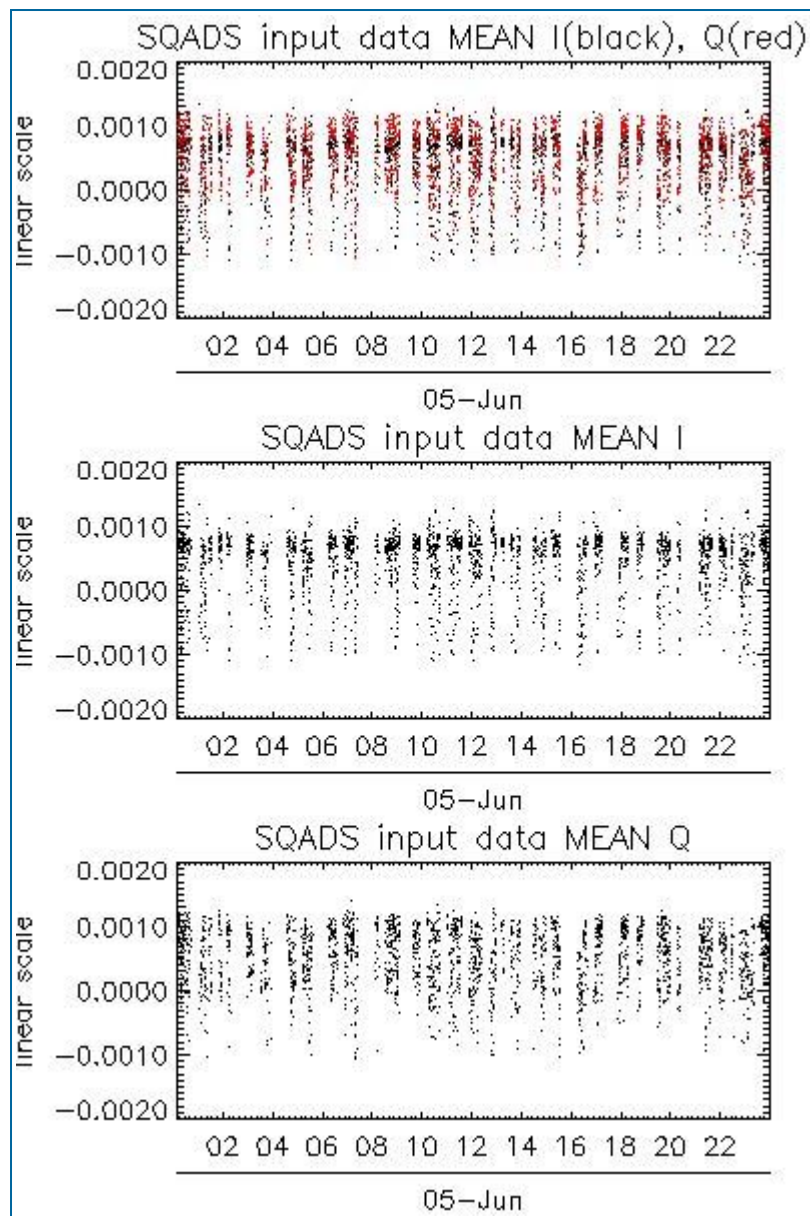 SQADS input data MEAN I(black), Q(red)
linear scale
0.0020
0.0010
0.0000
−0.0010
−0.0020
02 04 06 08 10 12 14 16 18 20 22
05-Jun
SQADS input data MEAN I
linear scale
0.0020
0.0010
0.0000
−0.0010
−0.0020
02 04 06 08 10 12 14 16 18 20 22
05-Jun
SQADS input data MEAN Q
linear scale
0.0020
0.0010
0.0000
−0.0010
−0.0020
02 04 06 08 10 12 14 16 18 20 22
05-Jun